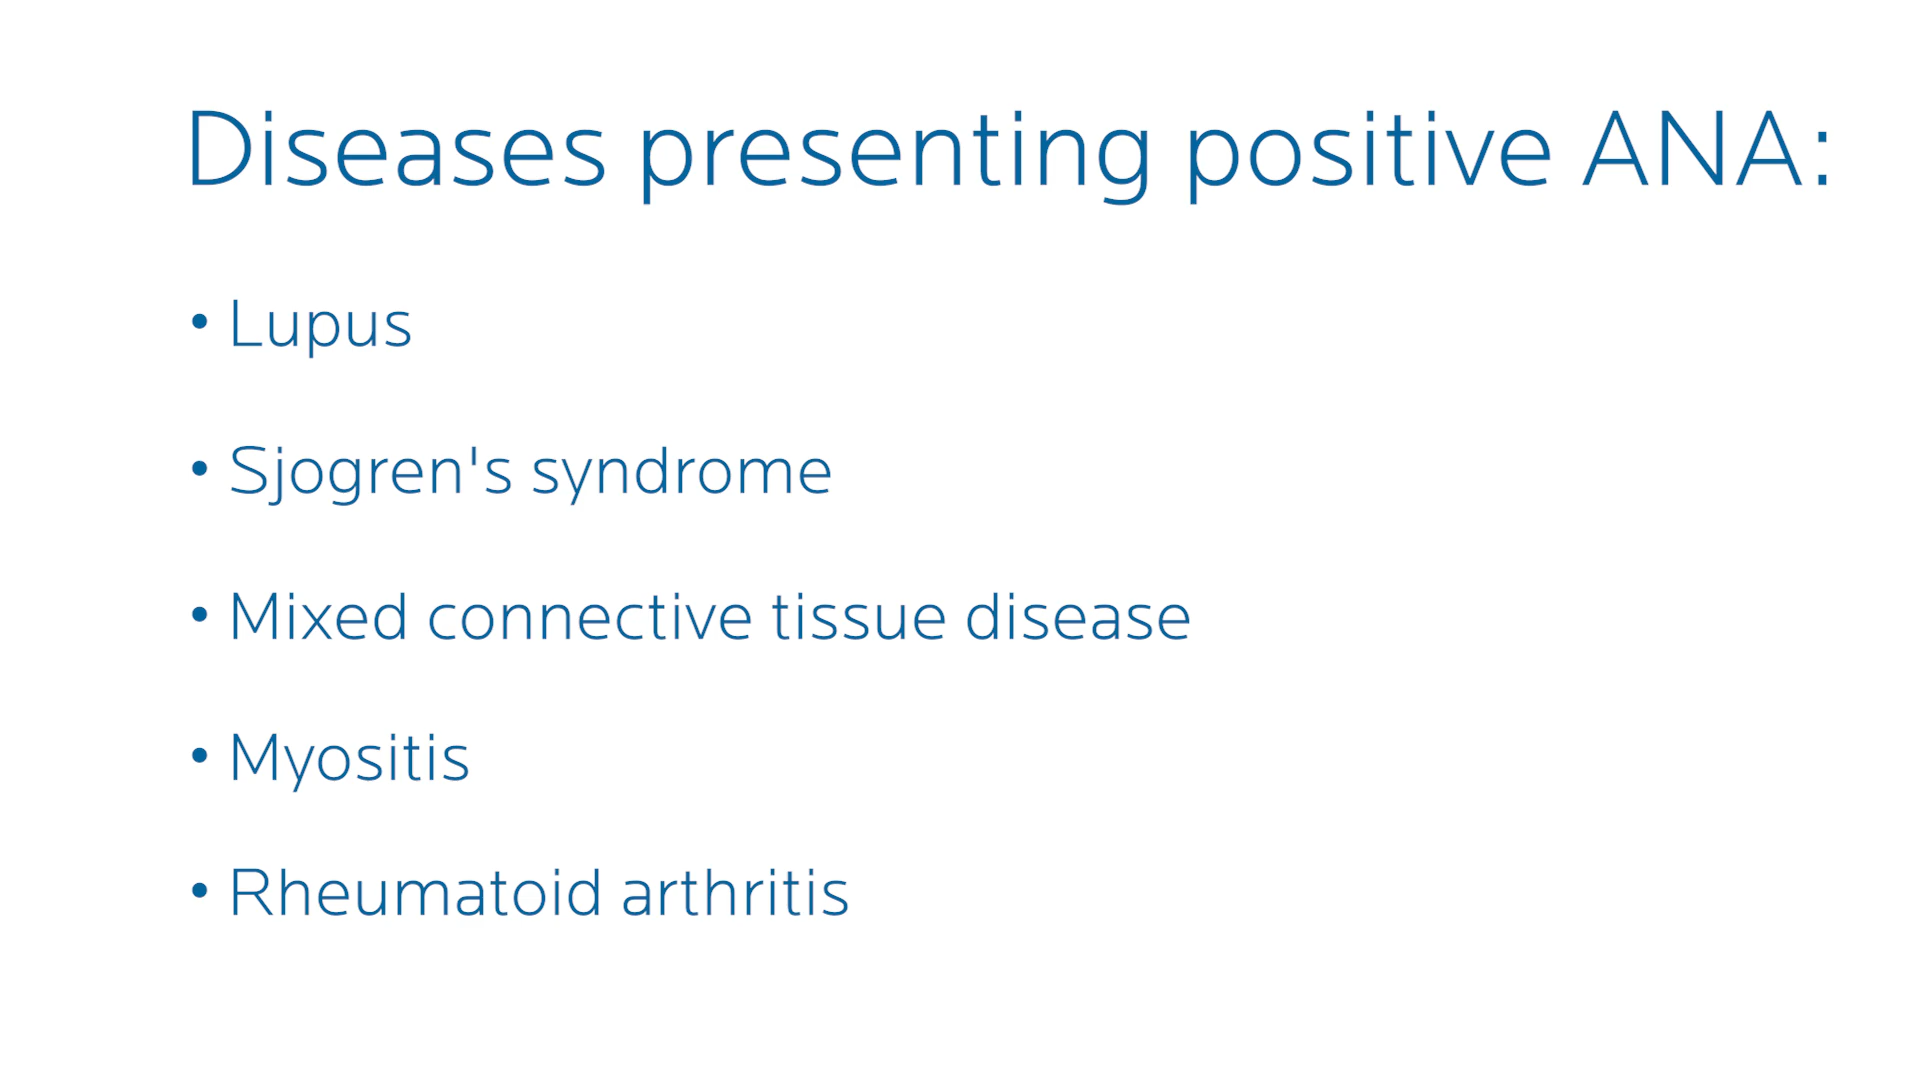 Diseases presenting positive ANA:
• Lupus
• Sjogren's syndrome
• Mixed connective tissue disease
• Myositis
• Rheumatoid arthritis